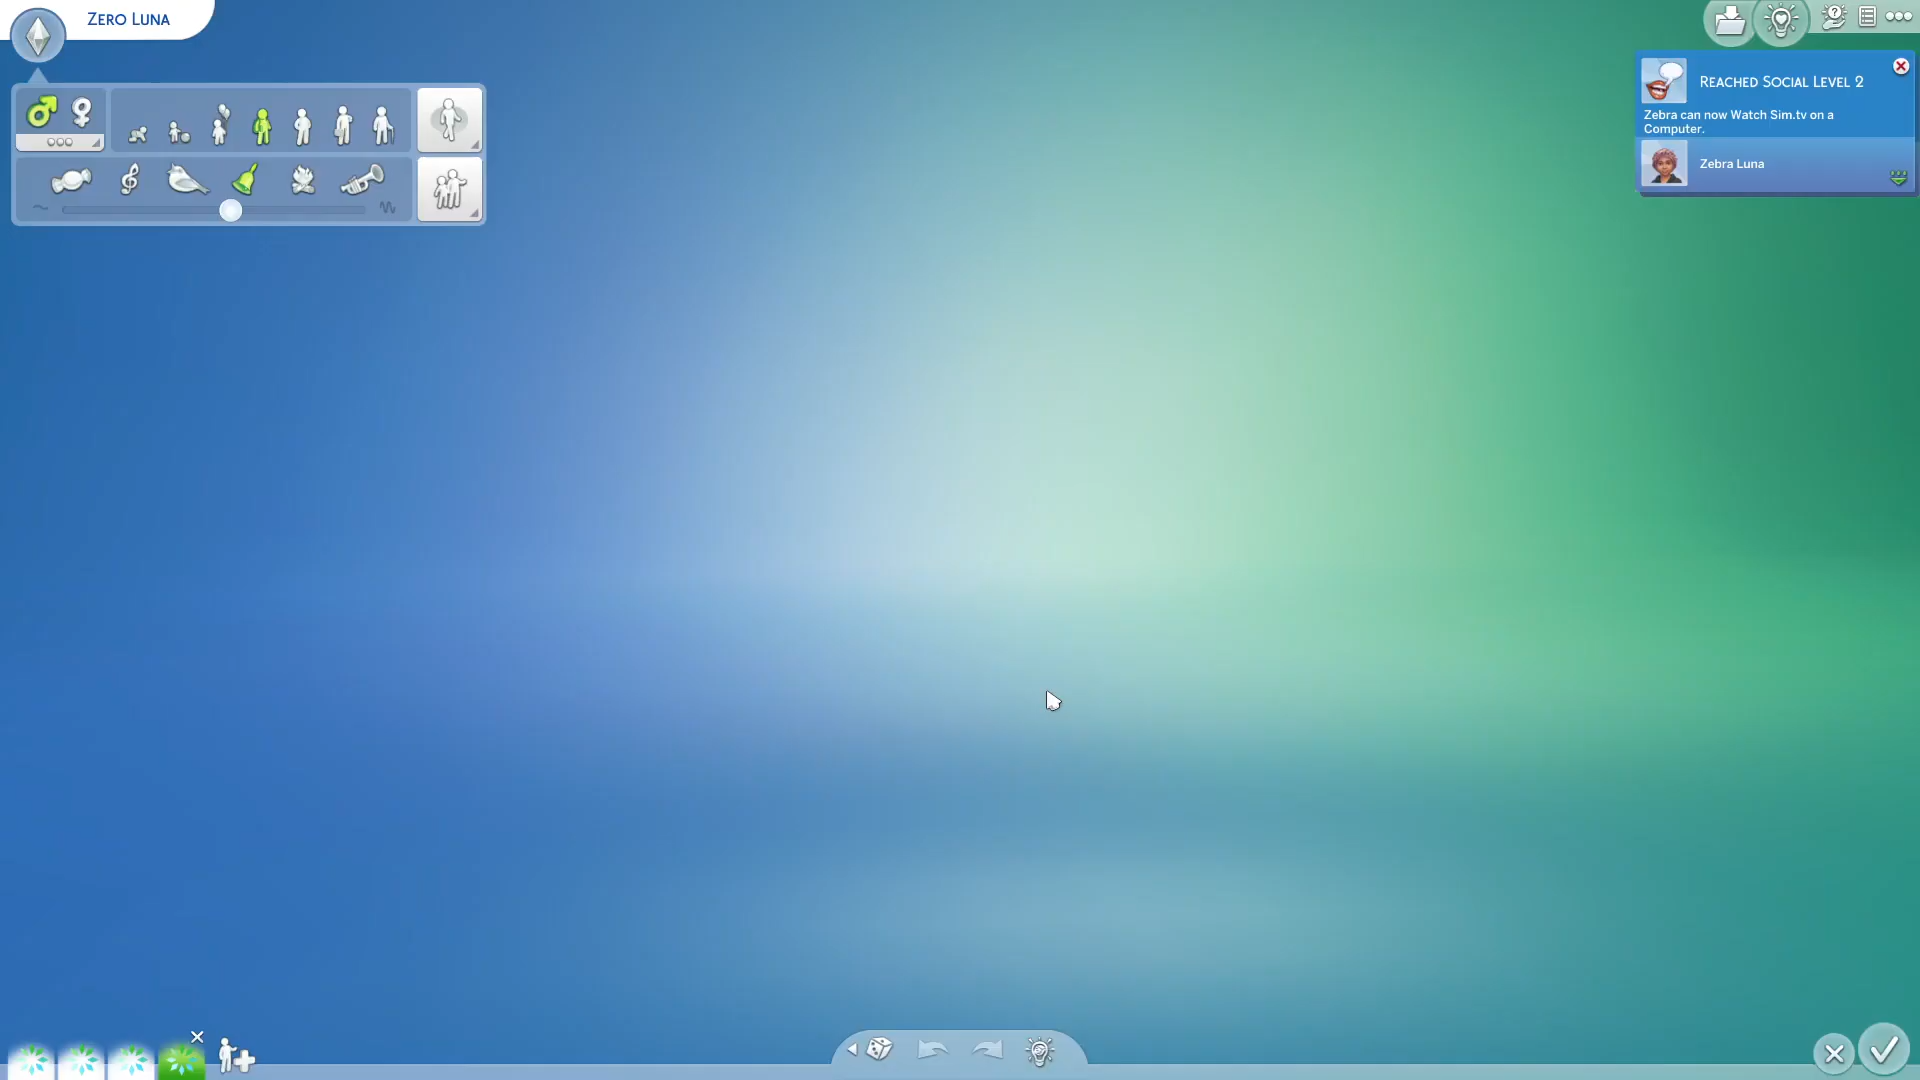 Zero Luna
Reached Social Level 2
Zebra can now Watch Sim.tv on a
Computer.
Zebra Luna